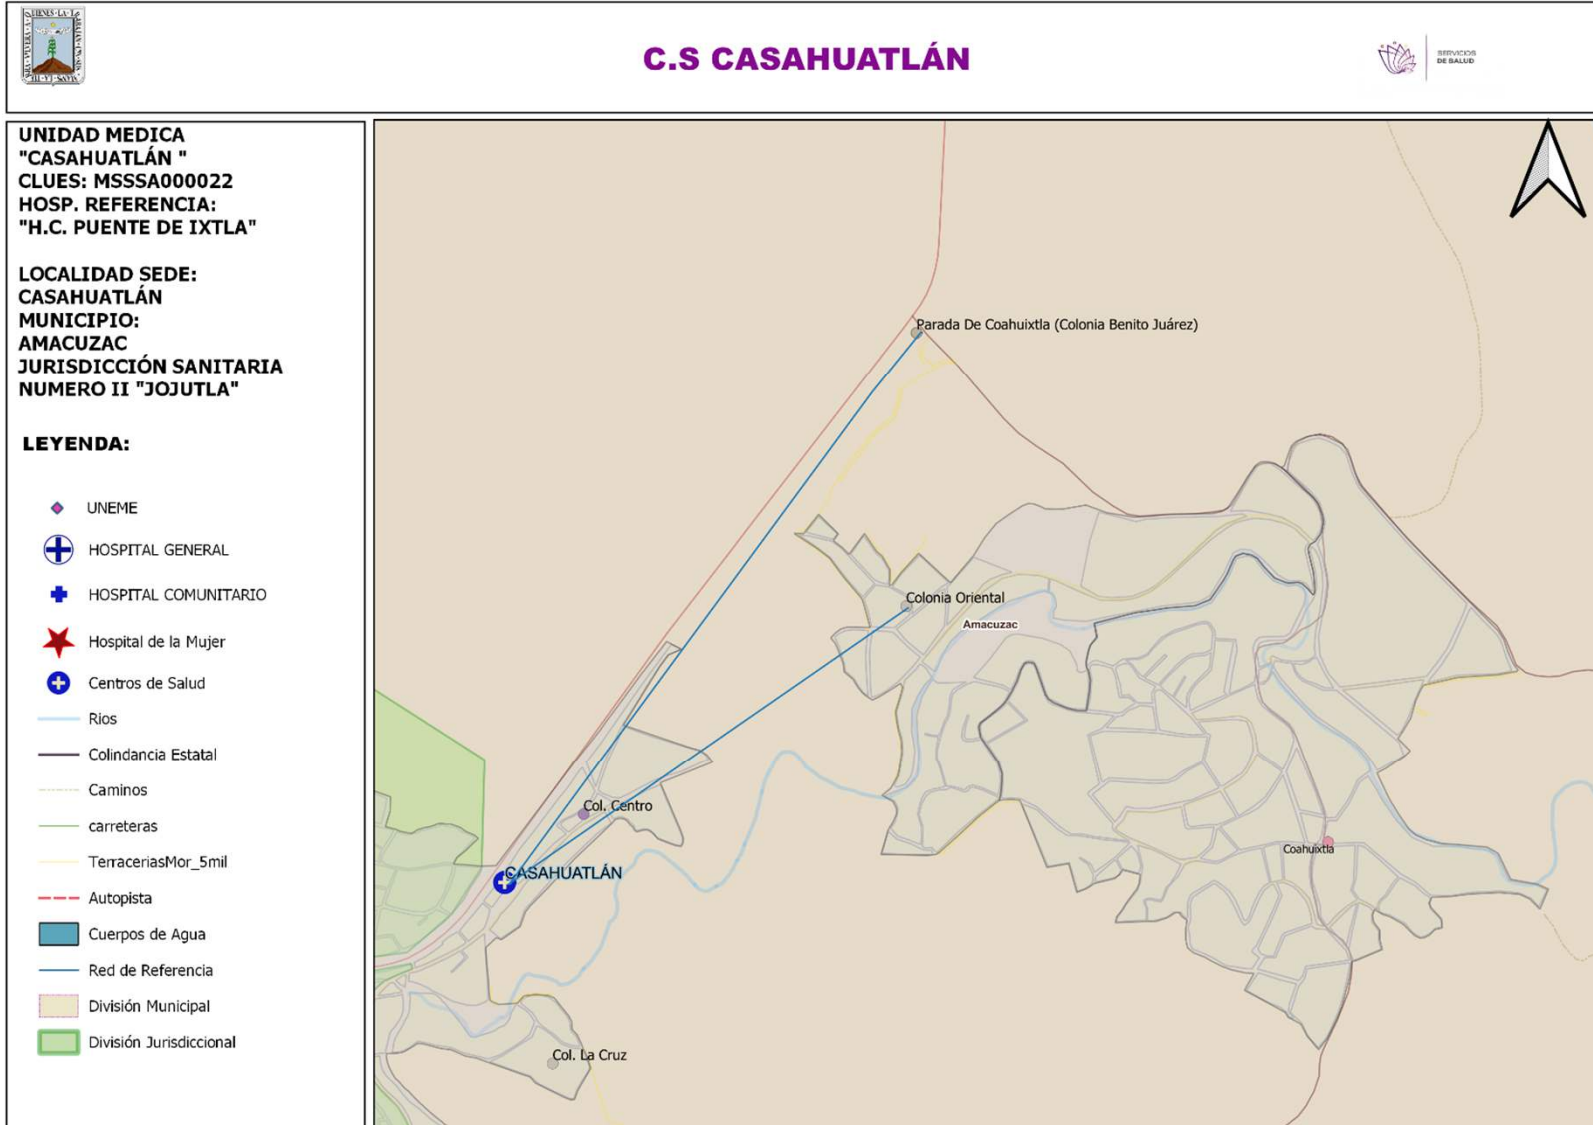 C.S CASAHUATLÁN
SERVICIOS
DE SALUD
UNIDAD MEDICA
"CASAHUATLÁN "
CLUES: MSSSA000022
HOSP. REFERENCIA:
"H.C. PUENTE DE IXTLA"
LOCALIDAD SEDE:
CASAHUATLÁN
MUNICIPIO:
AMACUZAC
JURISDICCIÓN SANITARIA
NUMERO II "JOJUTLA"
LEYENDA:
UNEME
HOSPITAL GENERAL
HOSPITAL COMUNITARIO
Hospital de la Mujer
Centros de Salud
Rios
Colindancia Estatal
Caminos
carreteras
TerraceriasMor_5mil
Autopista
Cuerpos de Agua
Red de Referencia
División Municipal
División Jurisdiccional
Parada De Coahuixtla (Colonia Benito Juárez)
Colonia Oriental
Amacuzac
Col. Centro
Coahuixtla
CASAHUATLÁN
Col. La Cruz